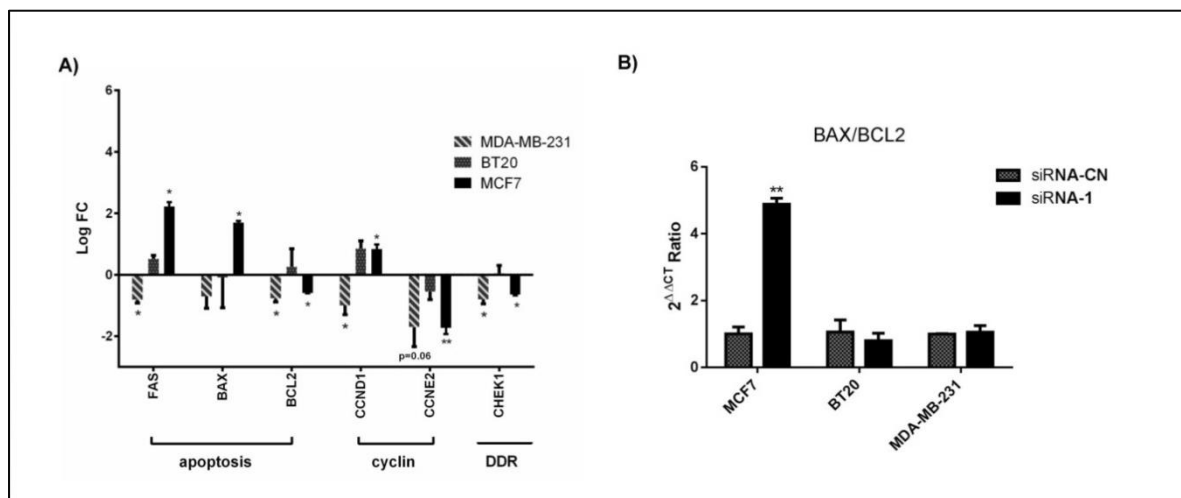 A)
6
4
2
0
-2
Log FC
MDA-MB-231
BT20
MCF7
*
*
*
*
*
*
*
*
p=0.06
**
*
*
FAS
BAX
BCL2
CCND1
CCNE2
CHEK1
apoptosis
cyclin
DDR
B)
BAX/BCL2
siRNA-CN
siRNA-1
2ΔΔCT Ratio
6
4
2
0
**
MCF7
BT20
MDA-MB-231